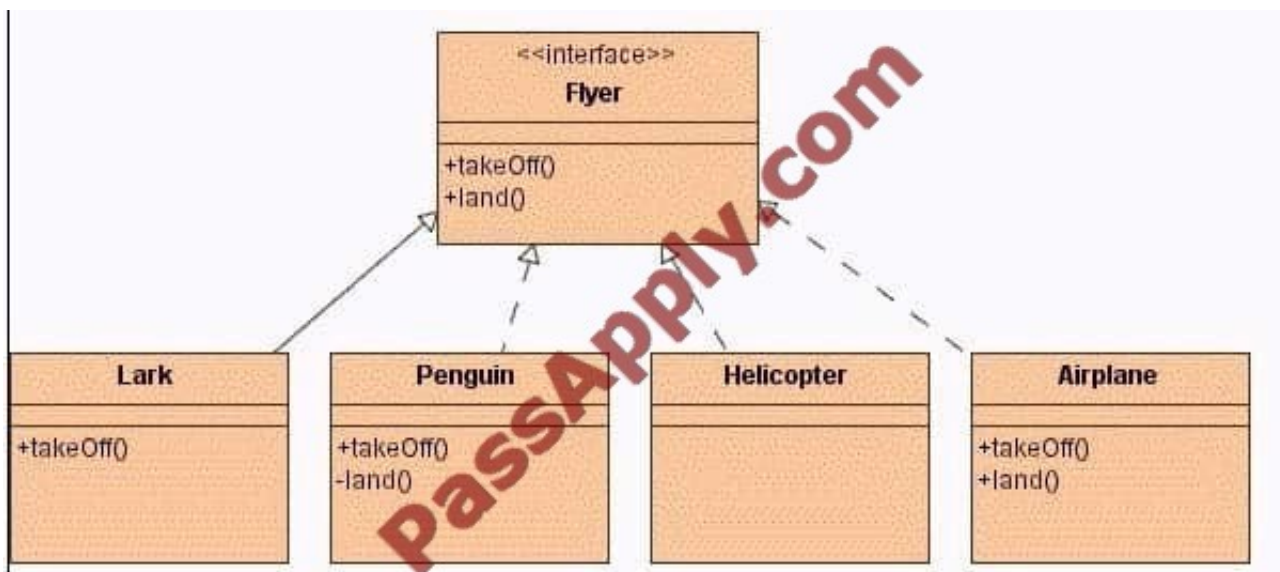 <<interface>>
Flyer
+takeOff()
+land()
Lark
+takeOff()
Penguin
+takeOff()
-land()
Helicopter
Airplane
+takeOff()
+land()
PassApply.com